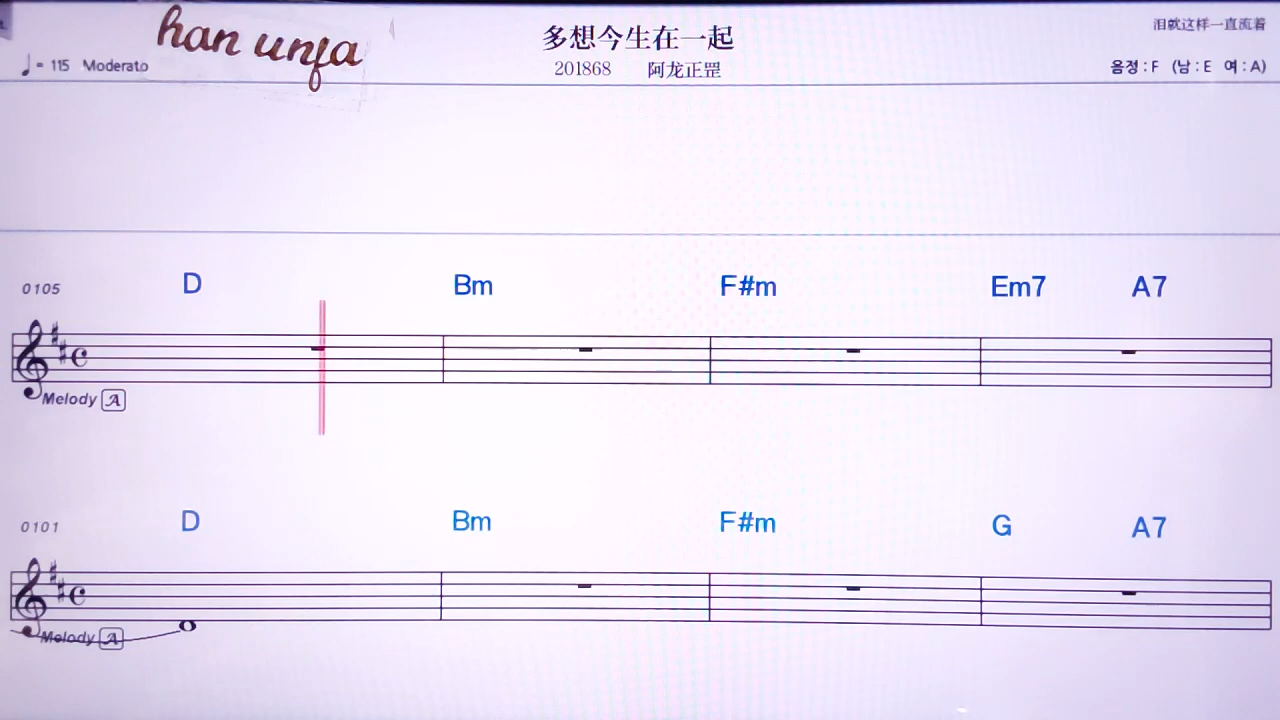 han unfa
多想今生在一起
泪就这样一直流着
♩= 115 Moderato
201868 阿龙正罡
음정 : F (남 : E 여 : A)
0105 D Bm F#m Em7 A7
Melody A
0101 D Bm F#m G A7
Melody A